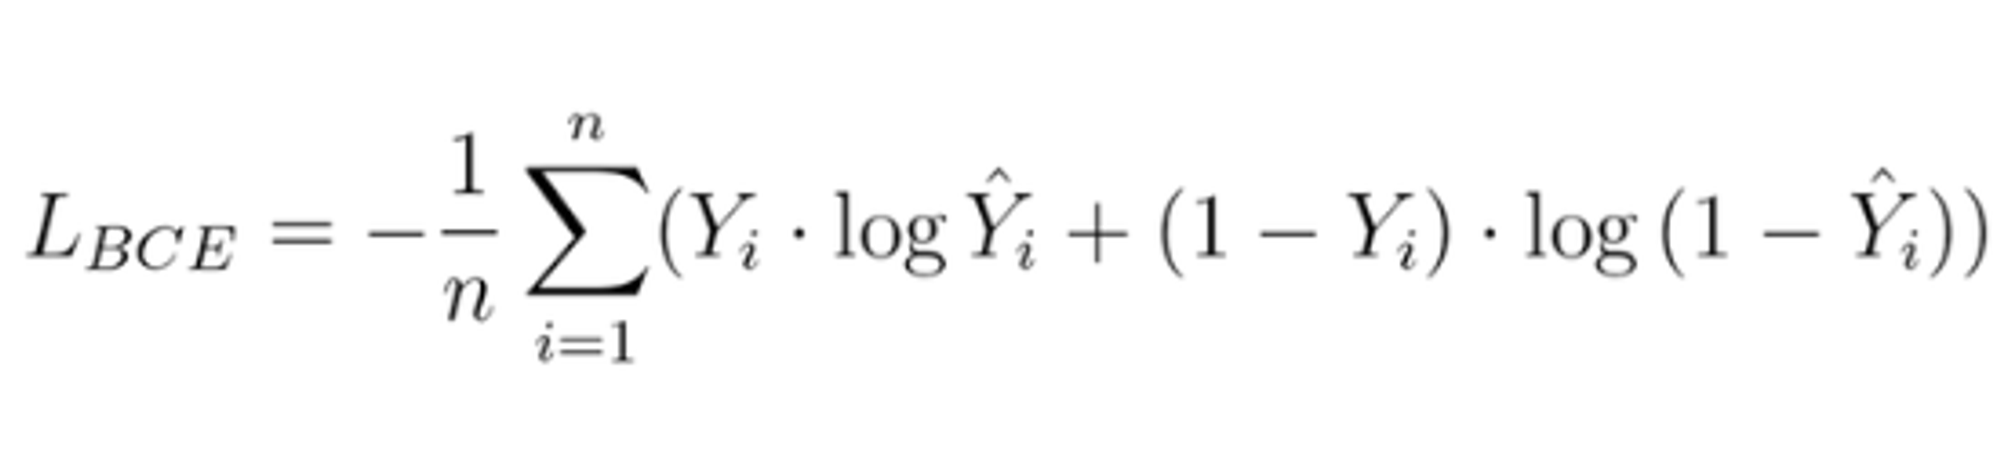 $L_{BCE} = -\frac{1}{n} \sum_{i=1}^{n} (Y_i \cdot \log \hat{Y}_i + (1 - Y_i) \cdot \log (1 - \hat{Y}_i))$